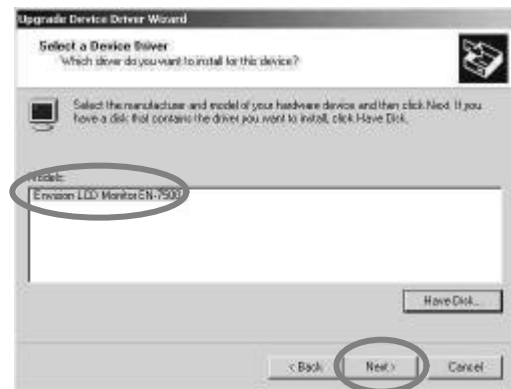 Upgrade Device Driver Wizard
Select a Device Driver
Which driver do you want to install for this device?
Select the manufacturer and model of your hardware device and then click Next. If you
have a disk that contains the driver you want to install, click Have Disk.
Models:
Envision LCD Monitor EN-7500
Have Disk...
< Back
Next >
Cancel